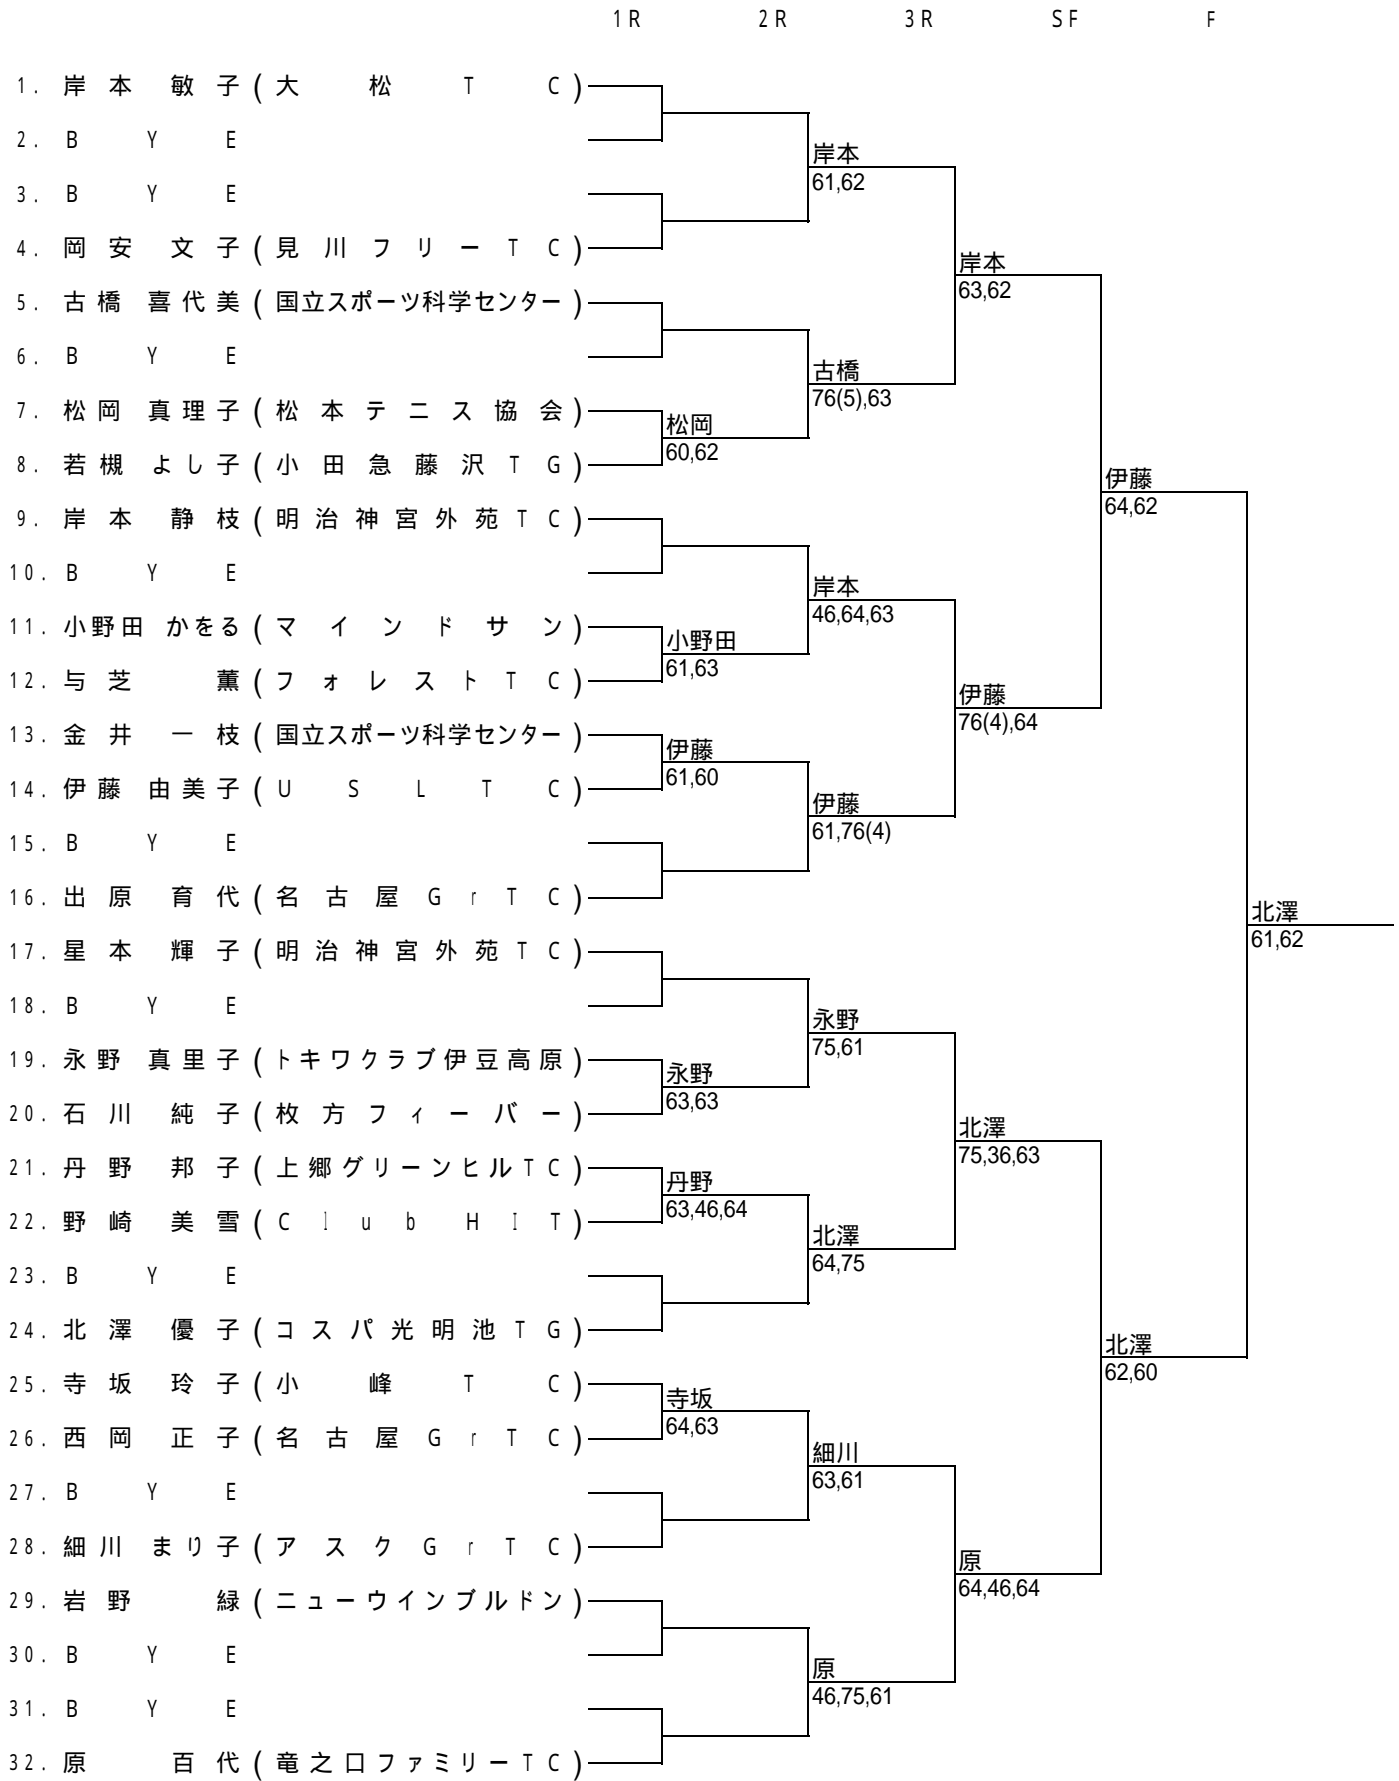 1R 2R 3R SF F
1. 岸本 敏子(大松TC)
2. BYE
岸本
61,62
3. BYE
4. 岡安 文子(見川フリーTC)
岸本
63,62
5. 古橋 喜代美(国立スポーツ科学センター)
6. BYE
古橋
76(5),63
7. 松岡 真理子(松本テニス協会)
松岡
60,62
8. 若槻 よし子(小田急藤沢TG)
伊藤
64,62
9. 岸本 静枝(明治神宮外苑TC)
10. BYE
岸本
46,64,63
11. 小野田 かをる(マインドサン)
小野田
61,63
12. 与芝 薫(フォレストTC)
伊藤
76(4),64
13. 金井 一枝(国立スポーツ科学センター)
伊藤
61,60
14. 伊藤 由美子(USLTC)
伊藤
61,76(4)
15. BYE
16. 出原 育代(名古屋GrTC)
北澤
61,62
17. 星本 輝子(明治神宮外苑TC)
18. BYE
永野
75,61
19. 永野 真里子(トキワクラブ伊豆高原)
永野
63,63
20. 石川 純子(枚方フィーバー)
北澤
75,36,63
21. 丹野 邦子(上郷グリーンヒルTC)
丹野
63,46,64
22. 野崎 美雪(Club HIT)
北澤
64,75
23. BYE
24. 北澤 優子(コスパ光明池TG)
北澤
62,60
25. 寺坂 玲子(小峰TC)
寺坂
64,63
26. 西岡 正子(名古屋GrTC)
細川
63,61
27. BYE
28. 細川 まり子(アスクGrTC)
原
64,46,64
29. 岩野 緑(ニューウインブルドン)
30. BYE
原
46,75,61
31. BYE
32. 原 百代(竜之口ファミリーTC)